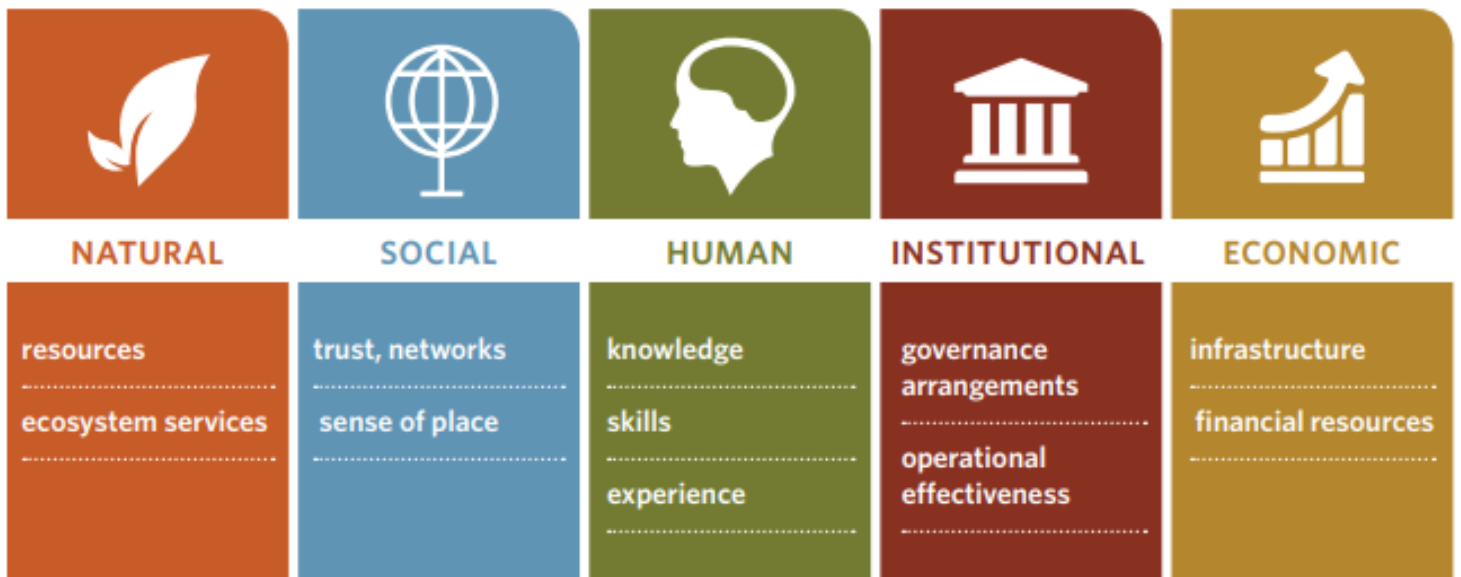 NATURAL
SOCIAL
HUMAN
INSTITUTIONAL
ECONOMIC
resources
ecosystem services
trust, networks
sense of place
knowledge
skills
experience
governance
arrangements
operational
effectiveness
infrastructure
financial resources